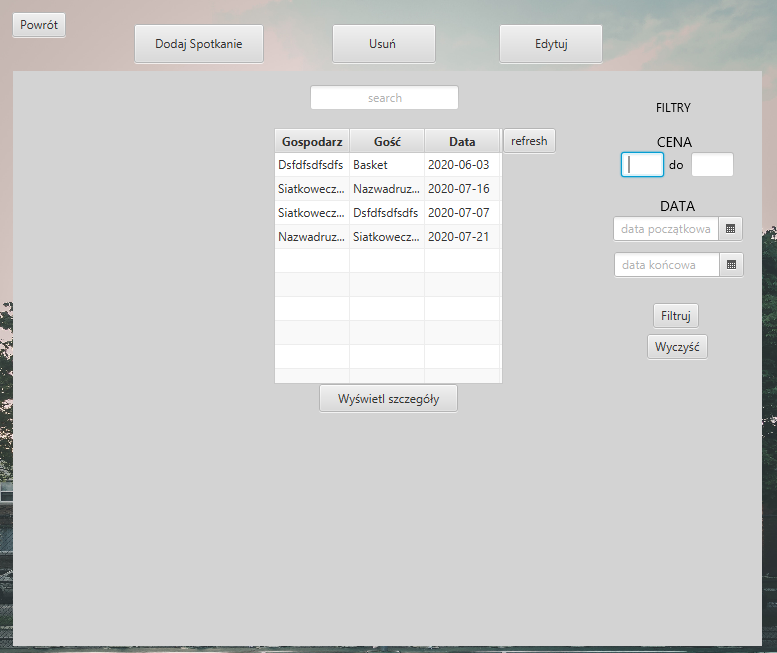 Powrót
Dodaj Spotkanie
Usuń
Edytuj
search
Gospodarz Gość Data
refresh
Dsfdfsdfsdfs Basket 2020-06-03
Siatkowecz... Nazwadruz... 2020-07-16
Siatkowecz... Dsfdfsdfsdfs 2020-07-07
Nazwadruz... Siatkowecz... 2020-07-21
Wyświetl szczegóły
FILTRY
CENA
do
DATA
data początkowa
data końcowa
Filtruj
Wyczyść